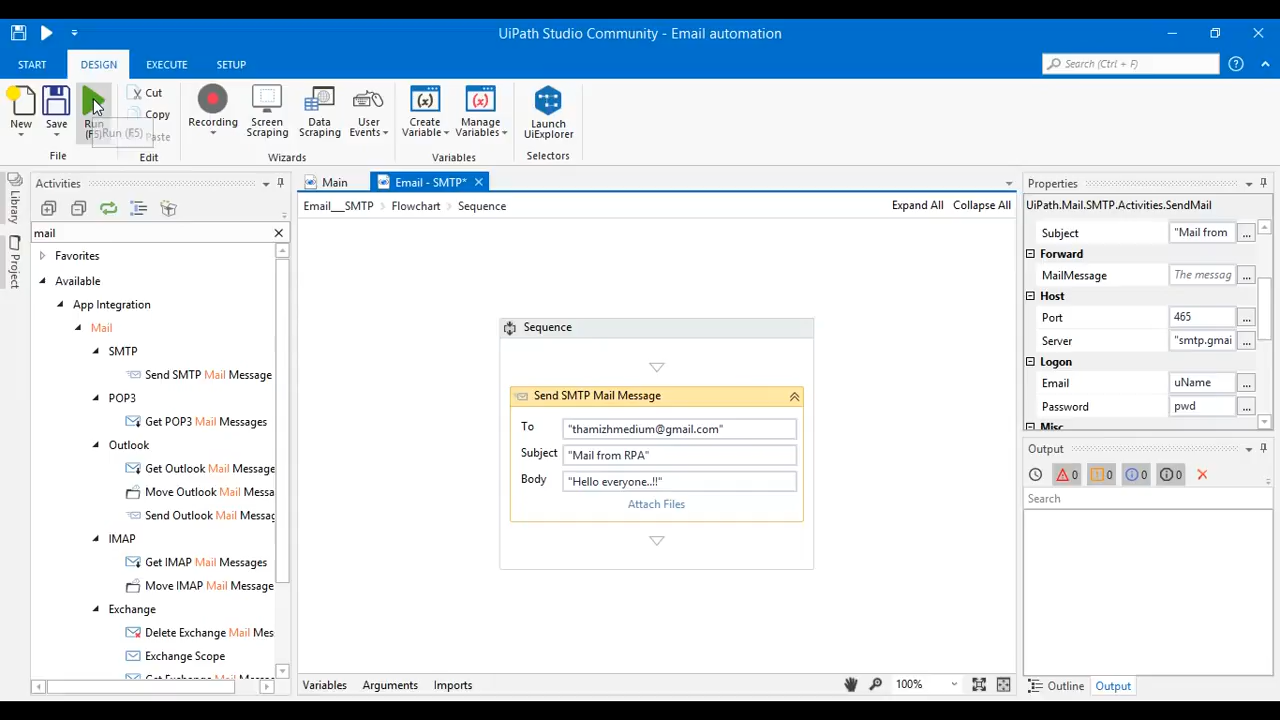 UiPath Studio Community - Email automation
START DESIGN EXECUTE SETUP
Search (Ctrl + F)
New
Save
Run
(F5)
Run (F5)
Cut
Copy
Paste
Recording
Screen
Scraping
Data
Scraping
User
Events
Create
Variable
Manage
Variables
Launch
UiExplorer
File
Edit
Wizards
Variables
Selectors
Library
Project
Activities
mail
Favorites
Available
App Integration
Mail
SMTP
Send SMTP Mail Message
POP3
Get POP3 Mail Messages
Outlook
Get Outlook Mail Message
Move Outlook Mail Messa
Send Outlook Mail Messag
IMAP
Get IMAP Mail Messages
Move IMAP Mail Message
Exchange
Delete Exchange Mail Mes
Exchange Scope
Main
Email - SMTP*
Email__SMTP > Flowchart > Sequence
Expand All Collapse All
Sequence
Send SMTP Mail Message
To "thamizhmedium@gmail.com"
Subject "Mail from RPA"
Body "Hello everyone..!!"
Attach Files
Variables Arguments Imports
100%
Properties
UiPath.Mail.SMTP.Activities.SendMail
Subject "Mail from ...
Forward
MailMessage The messag ...
Host
Port 465 ...
Server "smtp.gmai ...
Logon
Email uName ...
Password pwd ...
Misc
Output
0 0 0 0
Search
Outline Output